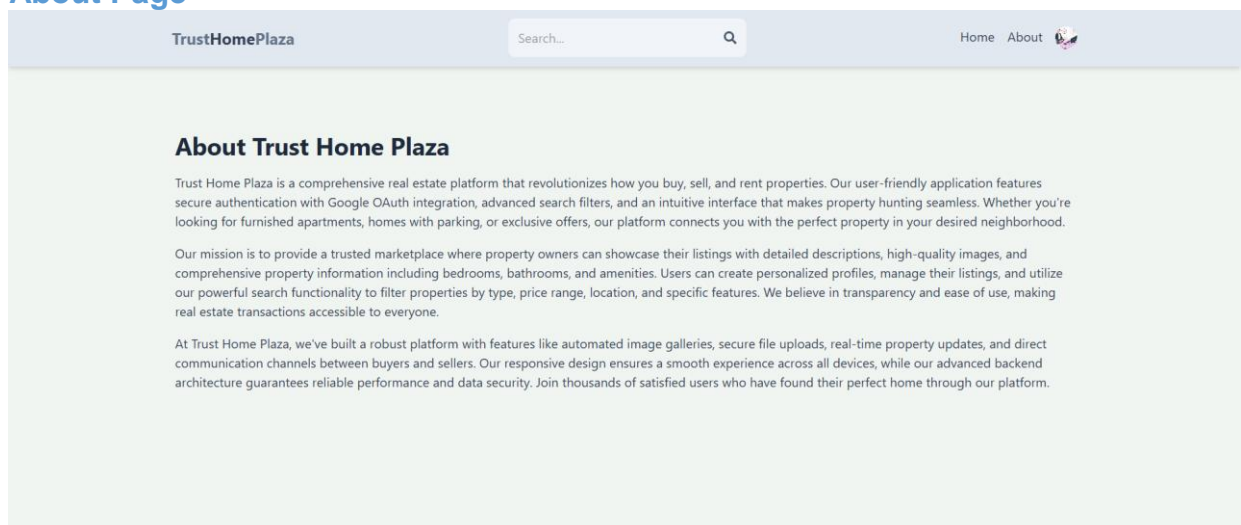 About Page
TrustHomePlaza
Search...
Home About
About Trust Home Plaza
Trust Home Plaza is a comprehensive real estate platform that revolutionizes how you buy, sell, and rent properties. Our user-friendly application features
secure authentication with Google OAuth integration, advanced search filters, and an intuitive interface that makes property hunting seamless. Whether you're
looking for furnished apartments, homes with parking, or exclusive offers, our platform connects you with the perfect property in your desired neighborhood.
Our mission is to provide a trusted marketplace where property owners can showcase their listings with detailed descriptions, high-quality images, and
comprehensive property information including bedrooms, bathrooms, and amenities. Users can create personalized profiles, manage their listings, and utilize
our powerful search functionality to filter properties by type, price range, location, and specific features. We believe in transparency and ease of use, making
real estate transactions accessible to everyone.
At Trust Home Plaza, we've built a robust platform with features like automated image galleries, secure file uploads, real-time property updates, and direct
communication channels between buyers and sellers. Our responsive design ensures a smooth experience across all devices, while our advanced backend
architecture guarantees reliable performance and data security. Join thousands of satisfied users who have found their perfect home through our platform.